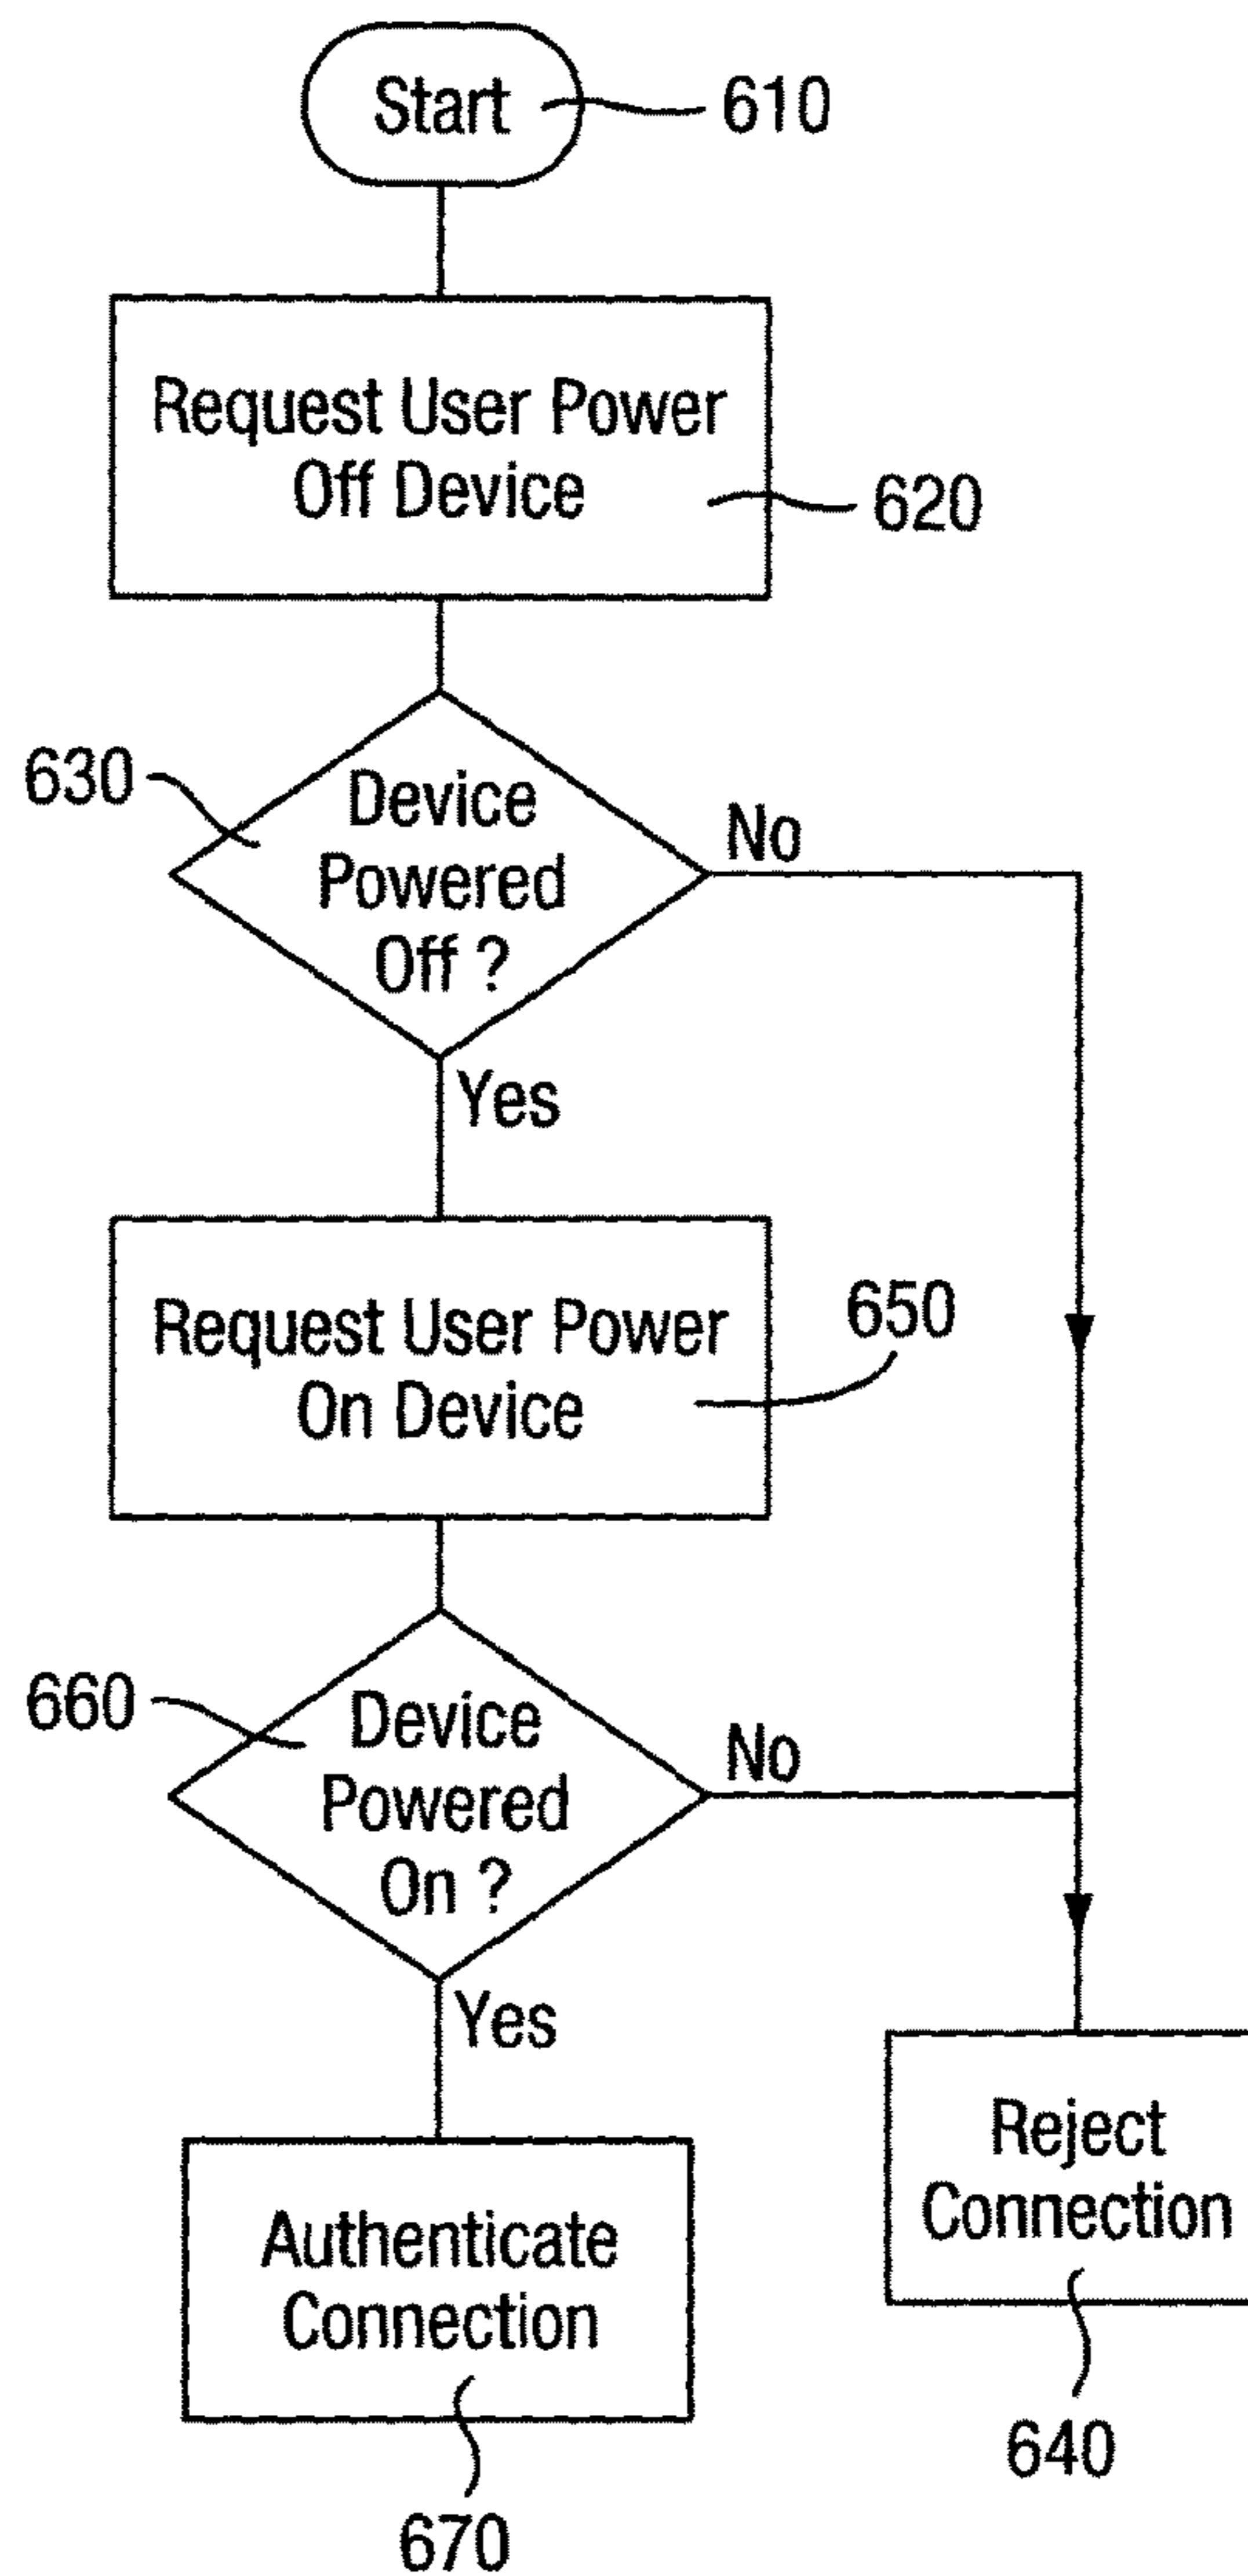 Start
610
Request User Power
Off Device
620
630
Device
Powered
Off ?
No
Yes
Request User Power
On Device
650
660
Device
Powered
On ?
No
Yes
Authenticate
Connection
670
Reject
Connection
640